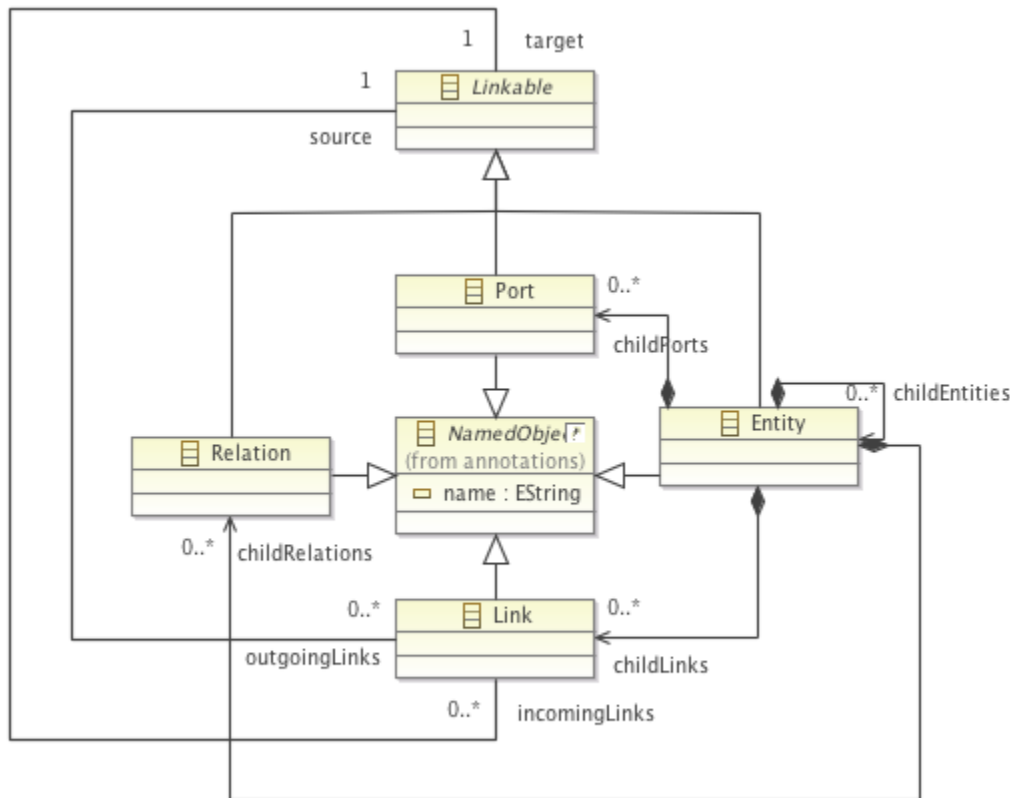 1
target
1
Linkable
source
Port
0..*
childPorts
0..*
childEntities
Entity
(from annotations)
name : EString
Relation
0..*
childRelations
0..*
Link
0..*
outgoingLinks
childLinks
0..*
incomingLinks